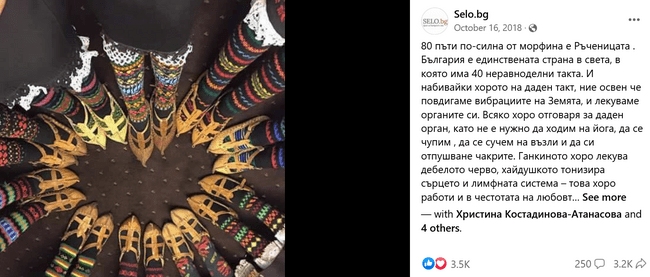 SELO.bg
Selo.bg
October 16, 2018
80 пъти по-силна от морфина е Ръченицата .
България е единствената страна в света, в
която има 40 неравноделни такта. И
набивайки хорото на даден такт, ние освен че
повдигаме вибрациите на Земята, и лекуваме
органите си. Всяко хоро отговаря за даден
орган, като не е нужно да ходим на йога, да се
чупим , да се сучем на възли и да си
отпушваме чакрите. Ганкиното хоро лекува
дебелото черво, хайдушкото тонизира
сърцето и лимфната система – това хоро
работи и в честотата на любовт... See more
— with Христина Костадинова-Атанасова and
4 others.
3.5K 250 3.2K